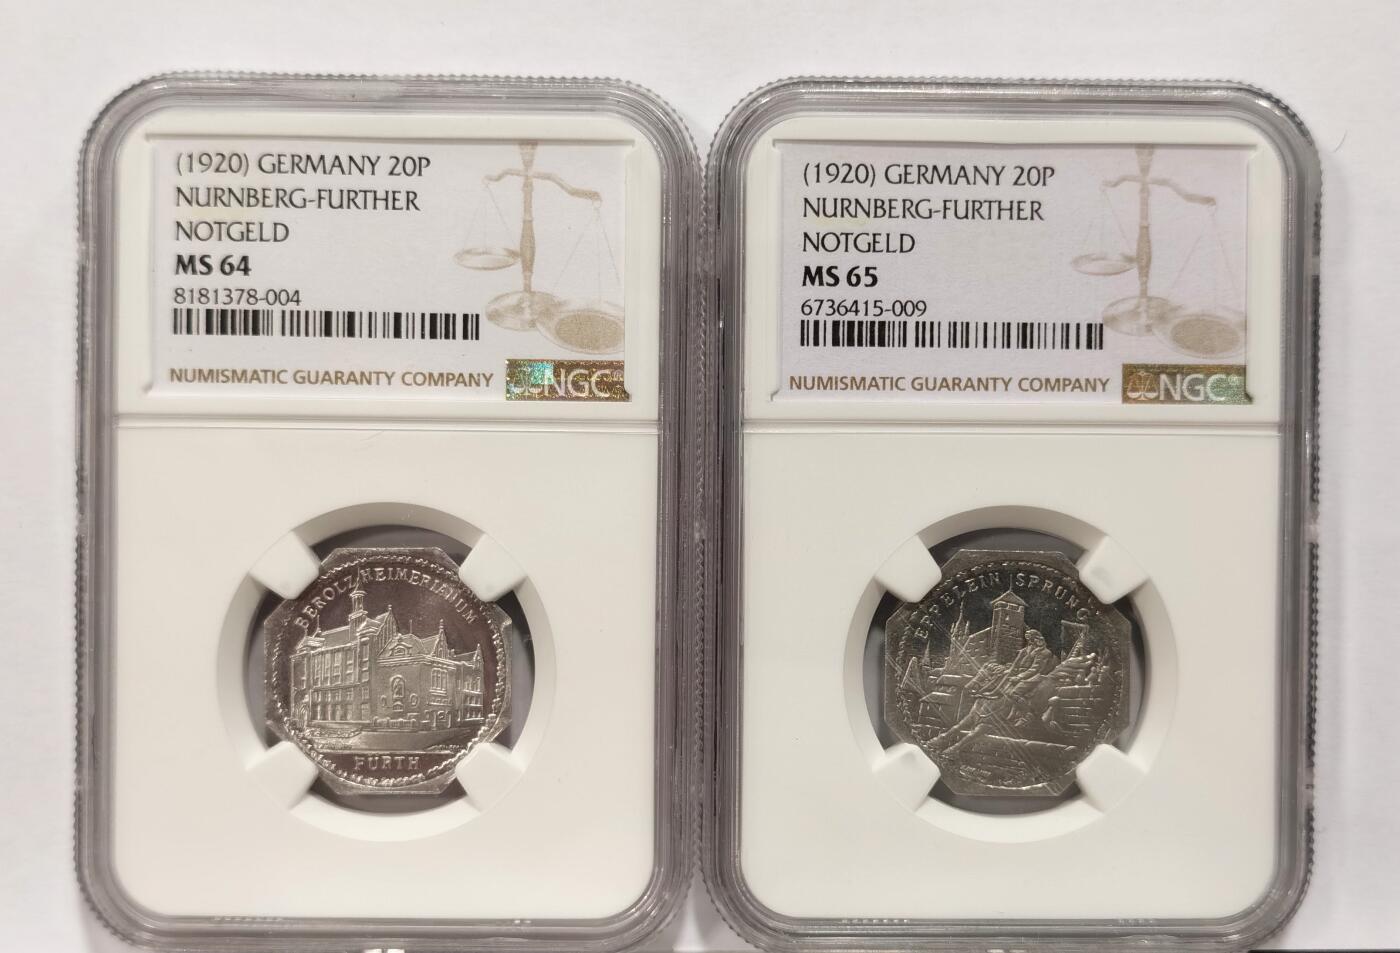 (1920) GERMANY 20P
NURNBERG-FURTHER
NOTGELD
MS 64
8181378-004
NUMISMATIC GUARANTY COMPANY
NGC
BEROLZHEIMERIANUM
FÜRTH
(1920) GERMANY 20P
NURNBERG-FURTHER
NOTGELD
MS 65
6736415-009
NUMISMATIC GUARANTY COMPANY
NGC
EPPELEIN SPRUNG